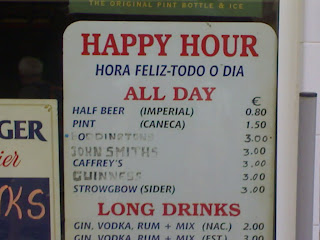 THE ORIGINAL PINT BOTTLE & ICE
HAPPY HOUR
HORA FELIZ-TODO O DIA
ALL DAY
€
HALF BEER (IMPERIAL) 0.80
PINT (CANECA) 1.50
BODDINGTONS 3.00
JOHN SMITHS 3.00
CAFFREY'S 3.00
GUINNESS 3.00
STROWGBOW (SIDER) 3.00
LONG DRINKS
GIN, VODKA, RUM + MIX (NAC.) 2.00
GIN, VODKA, RUM + MIX (EST.) 3.00
GER
ier
KS